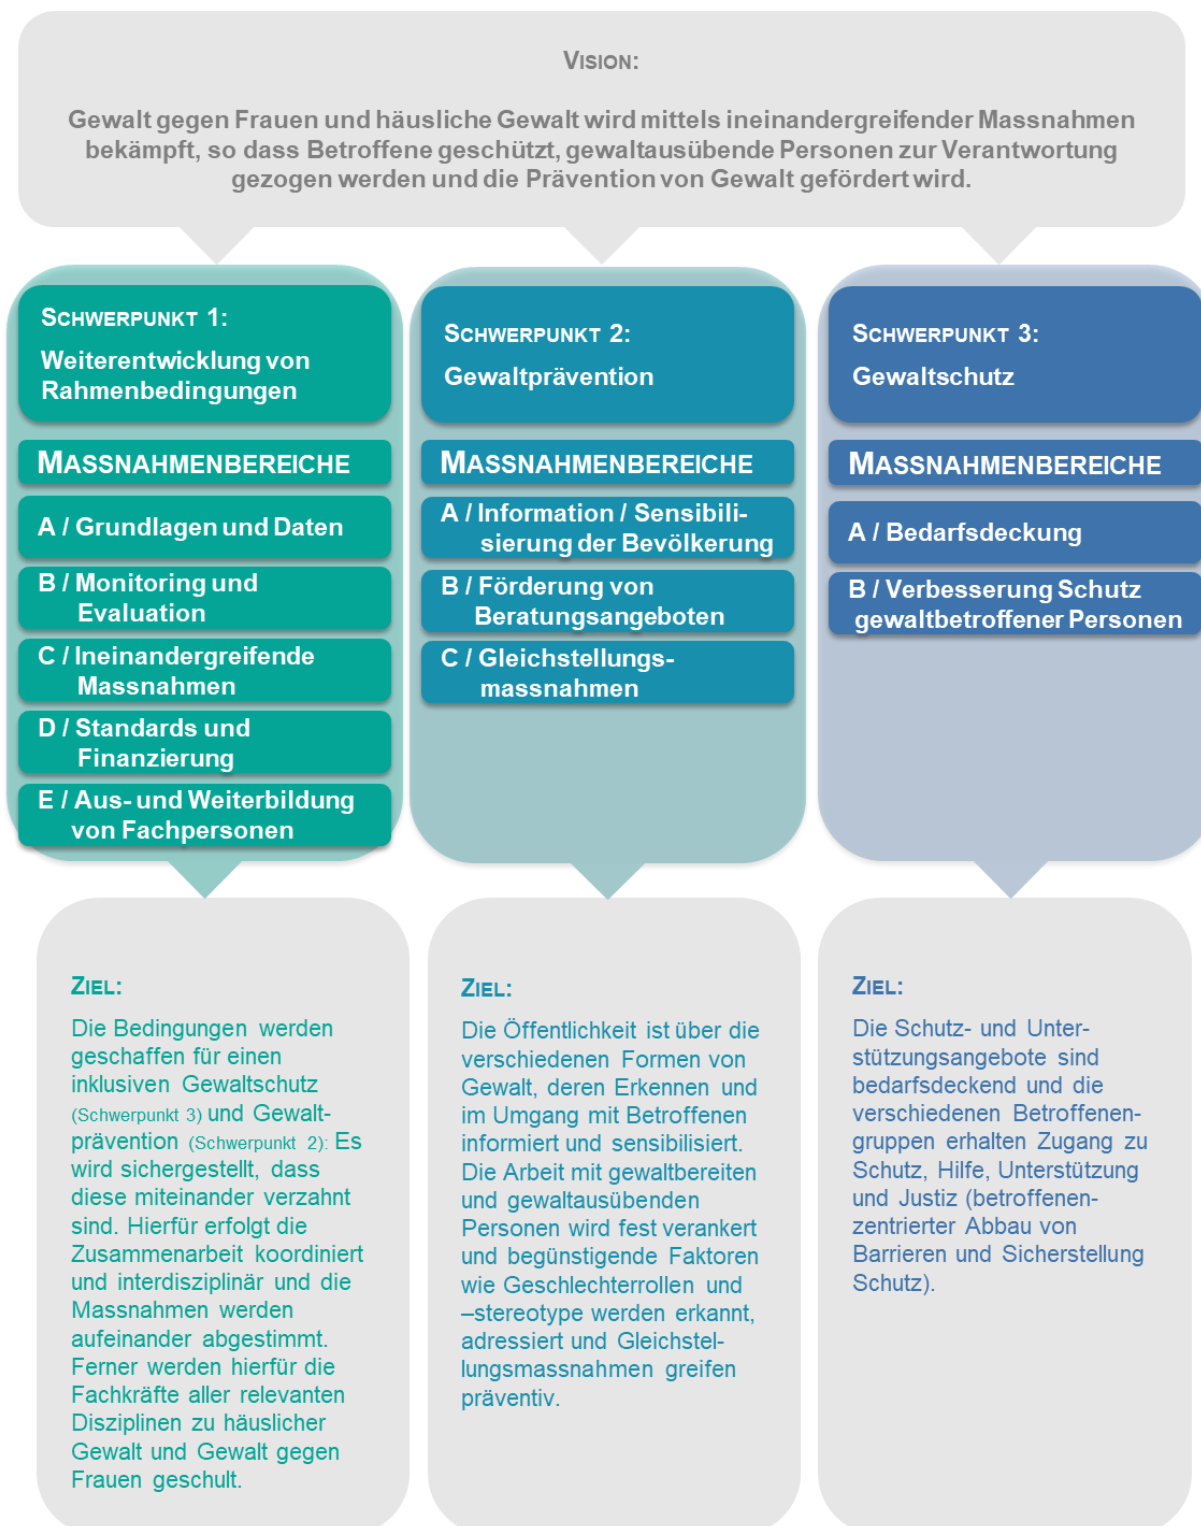 VISION:
Gewalt gegen Frauen und häusliche Gewalt wird mittels ineinandergreifender Massnahmen
bekämpft, so dass Betroffene geschützt, gewaltausübende Personen zur Verantwortung
gezogen werden und die Prävention von Gewalt gefördert wird.
SCHWERPUNKT 1:
Weiterentwicklung von
Rahmenbedingungen
MASSNAHMENBEREICHE
A / Grundlagen und Daten
B / Monitoring und
Evaluation
C / Ineinandergreifende
Massnahmen
D / Standards und
Finanzierung
E / Aus- und Weiterbildung
von Fachpersonen
ZIEL:
Die Bedingungen werden
geschaffen für einen
inklusiven Gewaltschutz
(Schwerpunkt 3) und Gewalt-
prävention (Schwerpunkt 2): Es
wird sichergestellt, dass
diese miteinander verzahnt
sind. Hierfür erfolgt die
Zusammenarbeit koordiniert
und interdisziplinär und die
Massnahmen werden
aufeinander abgestimmt.
Ferner werden hierfür die
Fachkräfte aller relevanten
Disziplinen zu häuslicher
Gewalt und Gewalt gegen
Frauen geschult.
SCHWERPUNKT 2:
Gewaltprävention
MASSNAHMENBEREICHE
A / Information / Sensibili-
sierung der Bevölkerung
B / Förderung von
Beratungsangeboten
C / Gleichstellungs-
massnahmen
ZIEL:
Die Öffentlichkeit ist über die
verschiedenen Formen von
Gewalt, deren Erkennen und
im Umgang mit Betroffenen
informiert und sensibilisiert.
Die Arbeit mit gewaltbereiten
und gewaltausübenden
Personen wird fest verankert
und begünstigende Faktoren
wie Geschlechterrollen und
–stereotype werden erkannt,
adressiert und Gleichstel-
lungsmassnahmen greifen
präventiv.
SCHWERPUNKT 3:
Gewaltschutz
MASSNAHMENBEREICHE
A / Bedarfsdeckung
B / Verbesserung Schutz
gewaltbetroffener Personen
ZIEL:
Die Schutz- und Unter-
stützungsangebote sind
bedarfsdeckend und die
verschiedenen Betroffenen-
gruppen erhalten Zugang zu
Schutz, Hilfe, Unterstützung
und Justiz (betroffenen-
zentrierter Abbau von
Barrieren und Sicherstellung
Schutz).